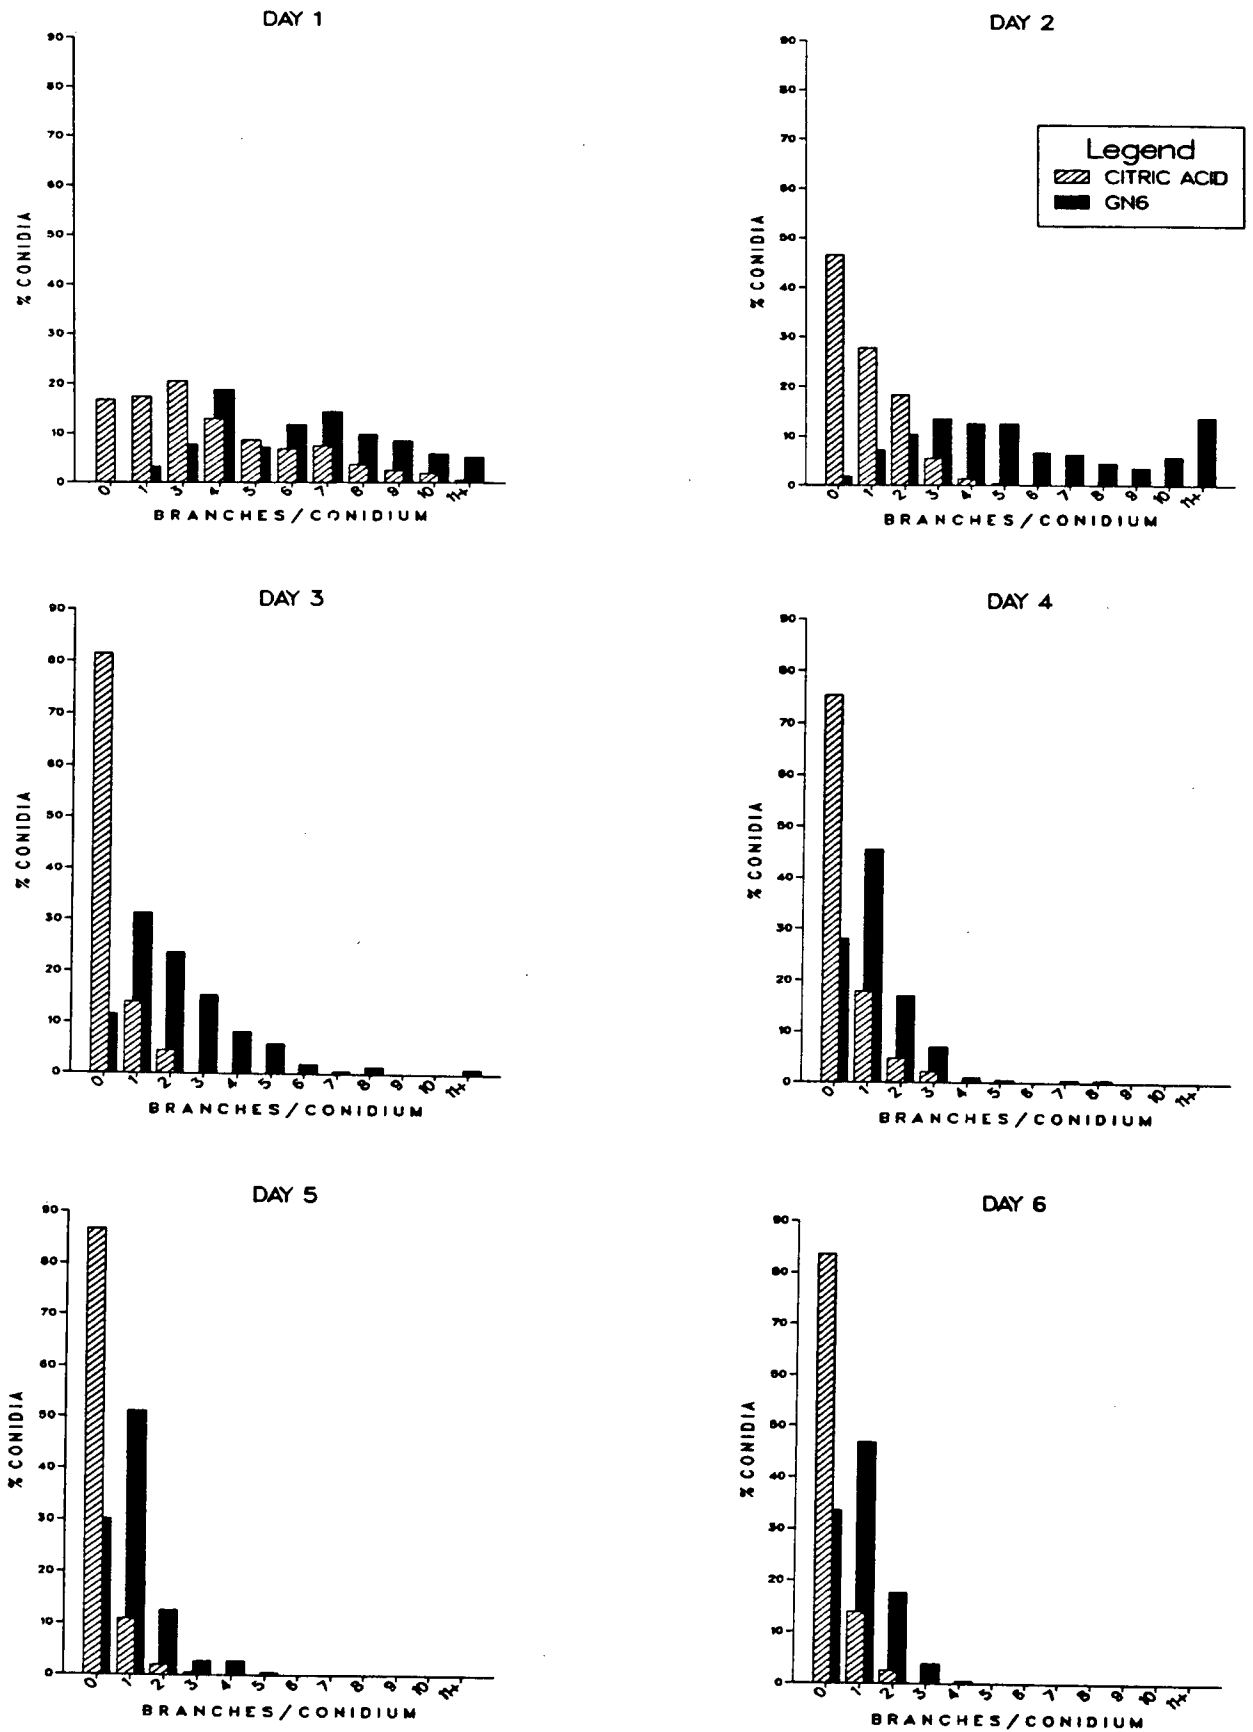 DAY 1
90
80
70
60
50
40
30
20
10
0
% CONIDIA
0 1 3 4 5 6 7 8 9 10 11+
BRANCHES/CONIDIUM
DAY 2
90
80
70
60
50
40
30
20
10
0
% CONIDIA
Legend
CITRIC ACID
GN6
0 1 2 3 4 5 6 7 8 9 10 11+
BRANCHES/CONIDIUM
DAY 3
90
80
70
60
50
40
30
20
10
0
% CONIDIA
0 1 2 3 4 5 6 7 8 9 10 11+
BRANCHES/CONIDIUM
DAY 4
90
80
70
60
50
40
30
20
10
0
% CONIDIA
0 1 2 3 4 5 6 7 8 9 10 11+
BRANCHES/CONIDIUM
DAY 5
90
80
70
60
50
40
30
20
10
0
% CONIDIA
0 1 2 3 4 5 6 7 8 9 10 11+
BRANCHES/CONIDIUM
DAY 6
90
80
70
60
50
40
30
20
10
0
% CONIDIA
0 1 2 3 4 5 6 7 8 9 10 11+
BRANCHES/CONIDIUM